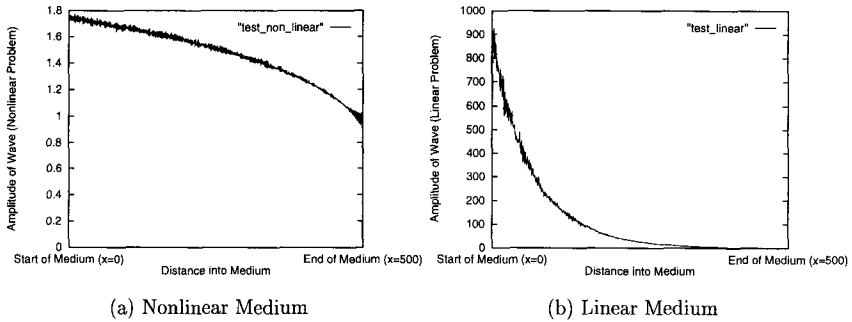 Amplitude of Wave (Nonlinear Problem)
1.8
1.6
1.4
1.2
1
0.8
0.6
0.4
0.2
0
"test_non_linear"
Start of Medium (x=0)
End of Medium (x=500)
Distance into Medium
(a) Nonlinear Medium
Amplitude of Wave (Linear Problem)
1000
900
800
700
600
500
400
300
200
100
0
"test_linear"
Start of Medium (x=0)
End of Medium (x=500)
Distance into Medium
(b) Linear Medium